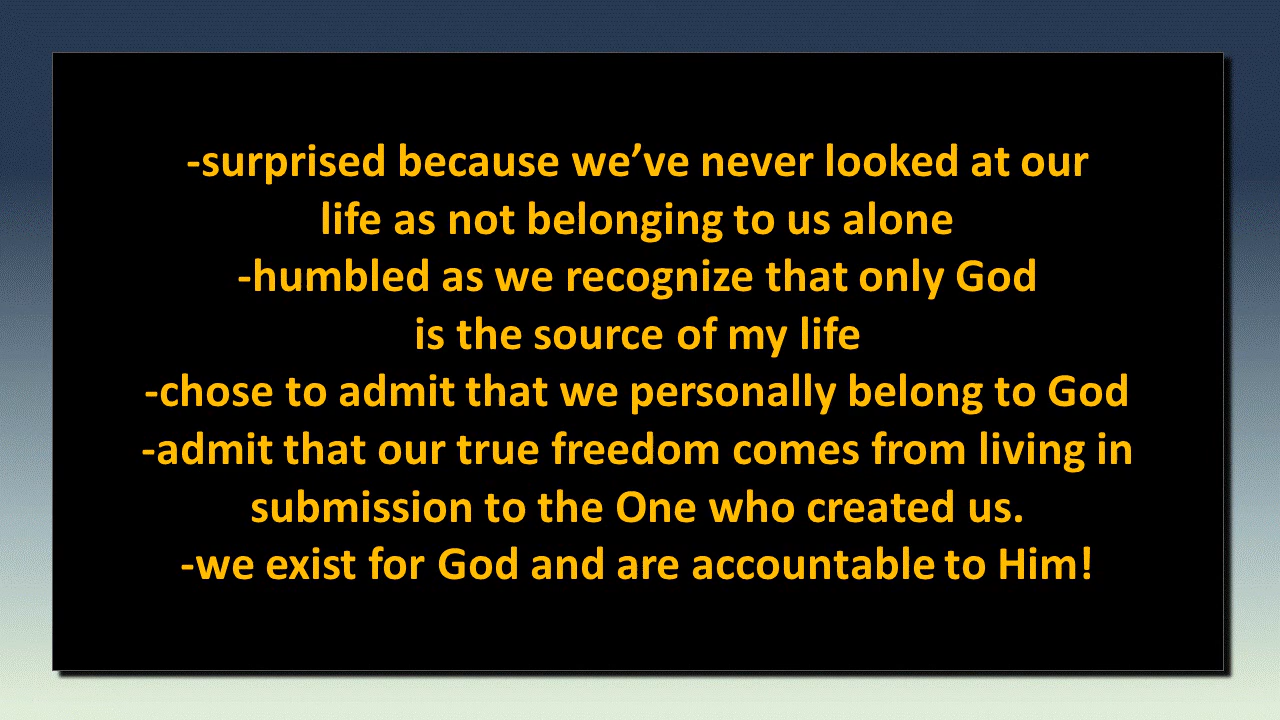 -surprised because we’ve never looked at our
life as not belonging to us alone
-humbled as we recognize that only God
is the source of my life
-chose to admit that we personally belong to God
-admit that our true freedom comes from living in
submission to the One who created us.
-we exist for God and are accountable to Him!